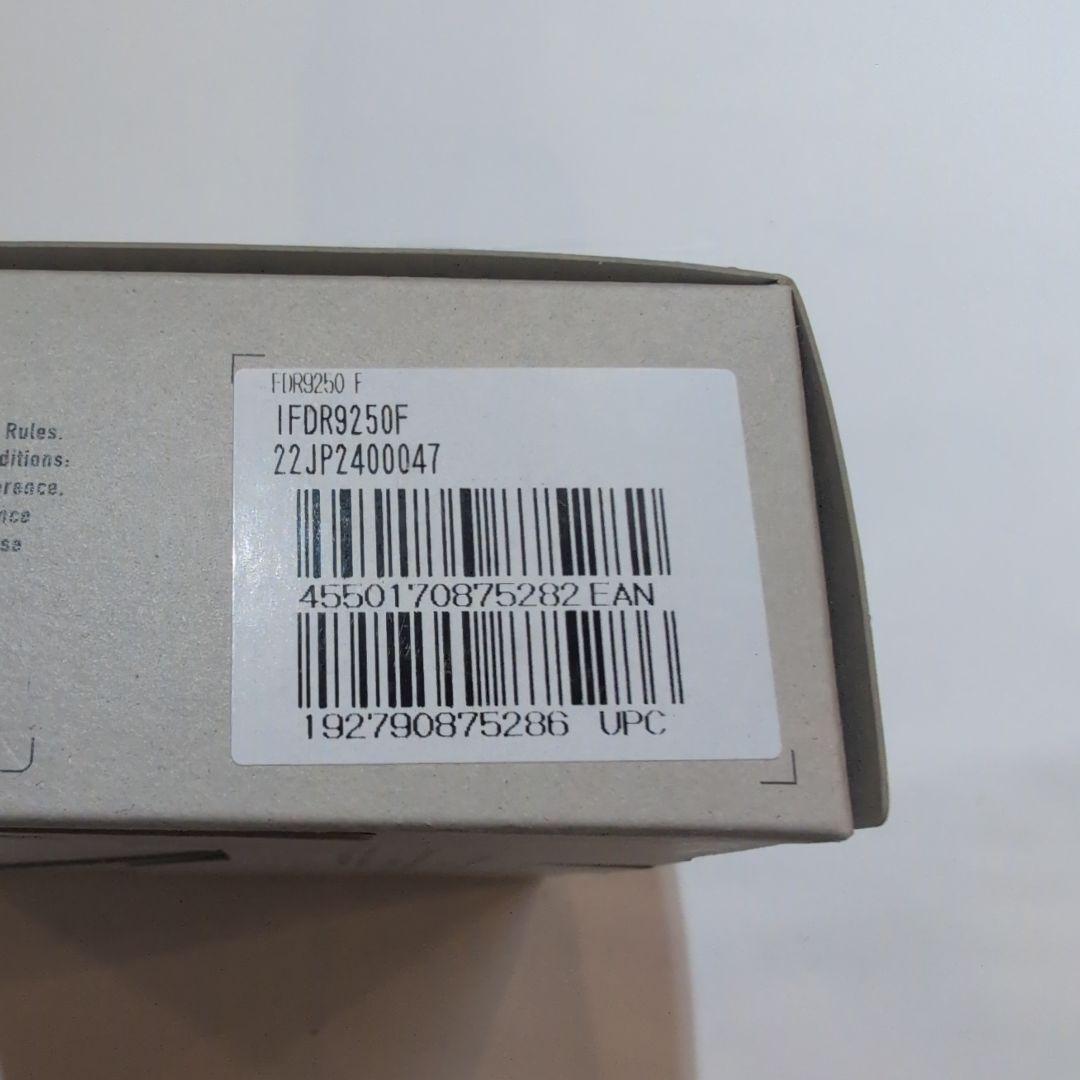 Rules.
ditions:
erence,
nce
se
FDR9250 F
IFDR9250F
22JP2400047
4550170875282 EAN
192790875286 UPC